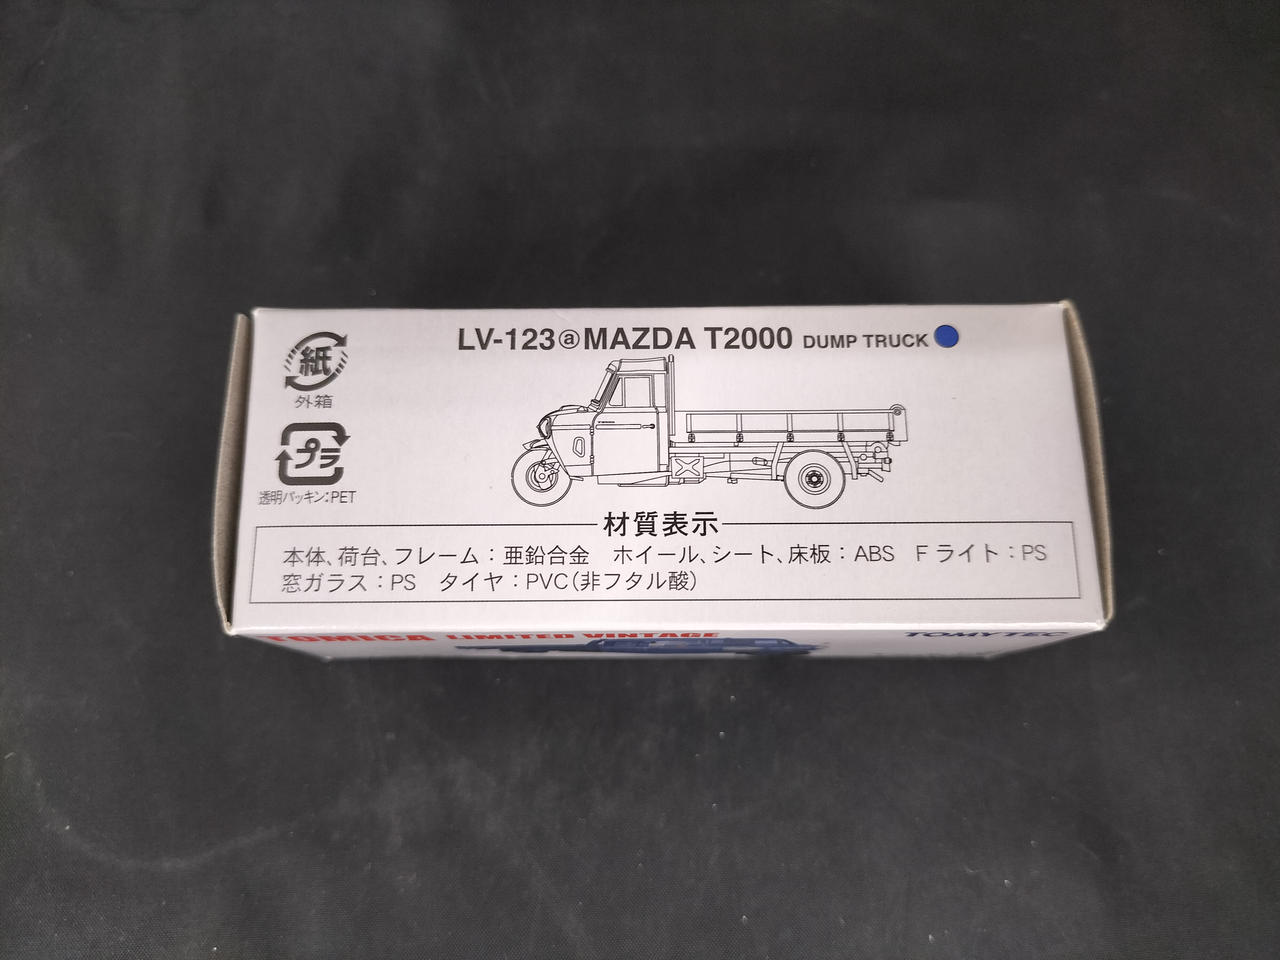 LV-123ⓐMAZDA T2000 DUMP TRUCK
紙
外箱
プラ
透明パッキン:PET
材質表示
本体、荷台、フレーム:亜鉛合金 ホイール、シート、床板:ABS Fライト:PS
窓ガラス:PS タイヤ:PVC(非フタル酸)
TOMICA LIMITED VINTAGE
TOMYTEC